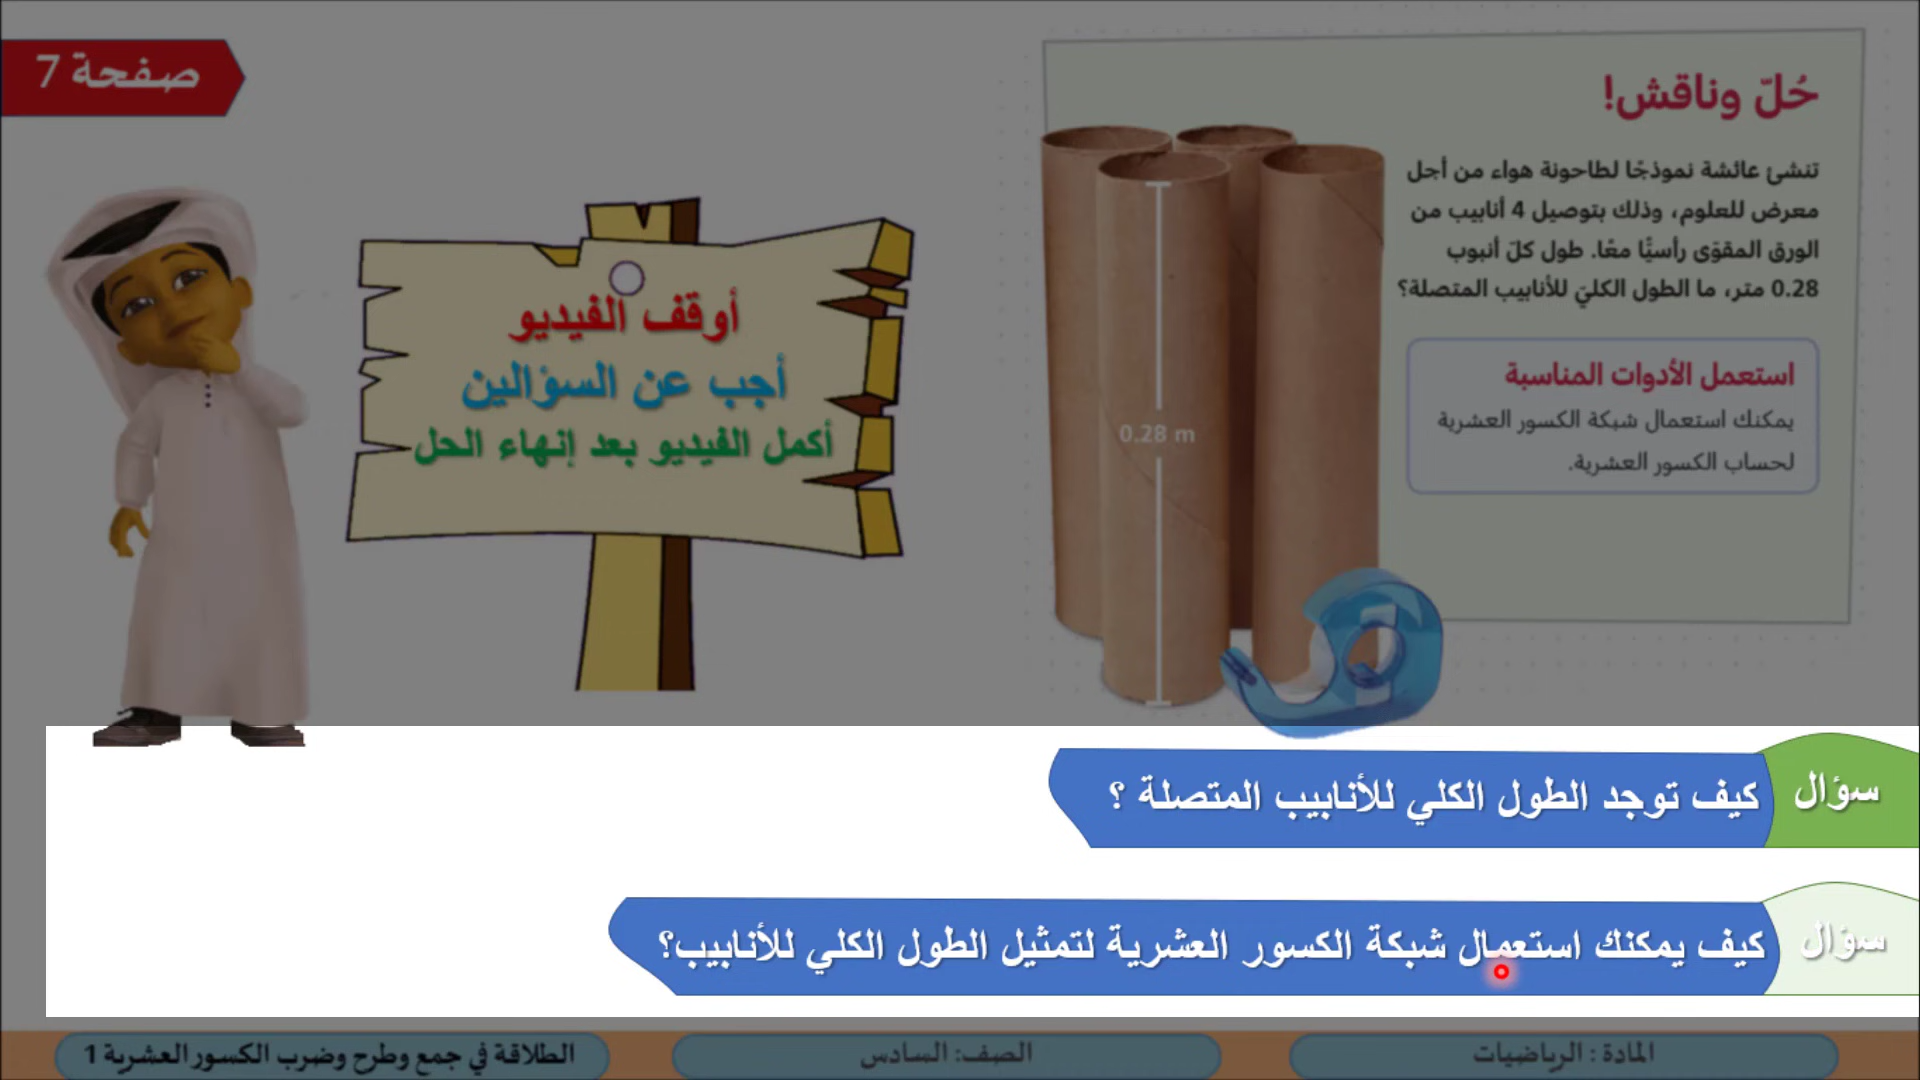 صفحة 7
حُلّ وناقش!
تنشئ عائشة نموذجًا لطاحونة هواء من أجل
معرض للعلوم، وذلك بتوصيل 4 أنابيب من
الورق المقوّى رأسيًّا معًا. طول كلّ أنبوب
0.28 متر، ما الطول الكليّ للأنابيب المتصلة؟
استعمل الأدوات المناسبة
يمكنك استعمال شبكة الكسور العشرية
لحساب الكسور العشرية.
0.28 m
أوقف الفيديو
أجب عن السؤالين
أكمل الفيديو بعد إنهاء الحل
سؤال
كيف توجد الطول الكلي للأنابيب المتصلة ؟
سؤال
كيف يمكنك استعمال شبكة الكسور العشرية لتمثيل الطول الكلي للأنابيب؟
المادة : الرياضيات
الصف: السادس
الطلاقة في جمع وطرح وضرب الكسور العشرية 1